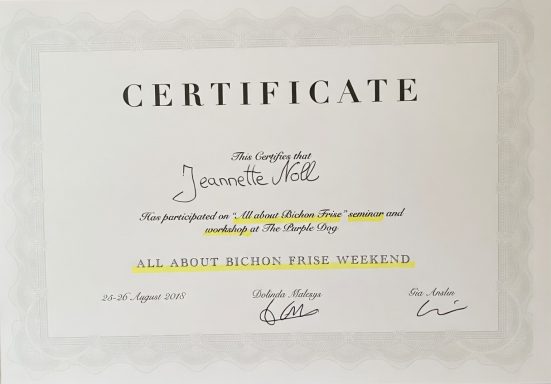 CERTIFICATE
This Certifies that
Jeannette Noll
Has participated on "All about Bichon Frise" seminar and
workshop at The Purple Dog
ALL ABOUT BICHON FRISE WEEKEND
25-26 August 2018 Dolinda Gia Anslin